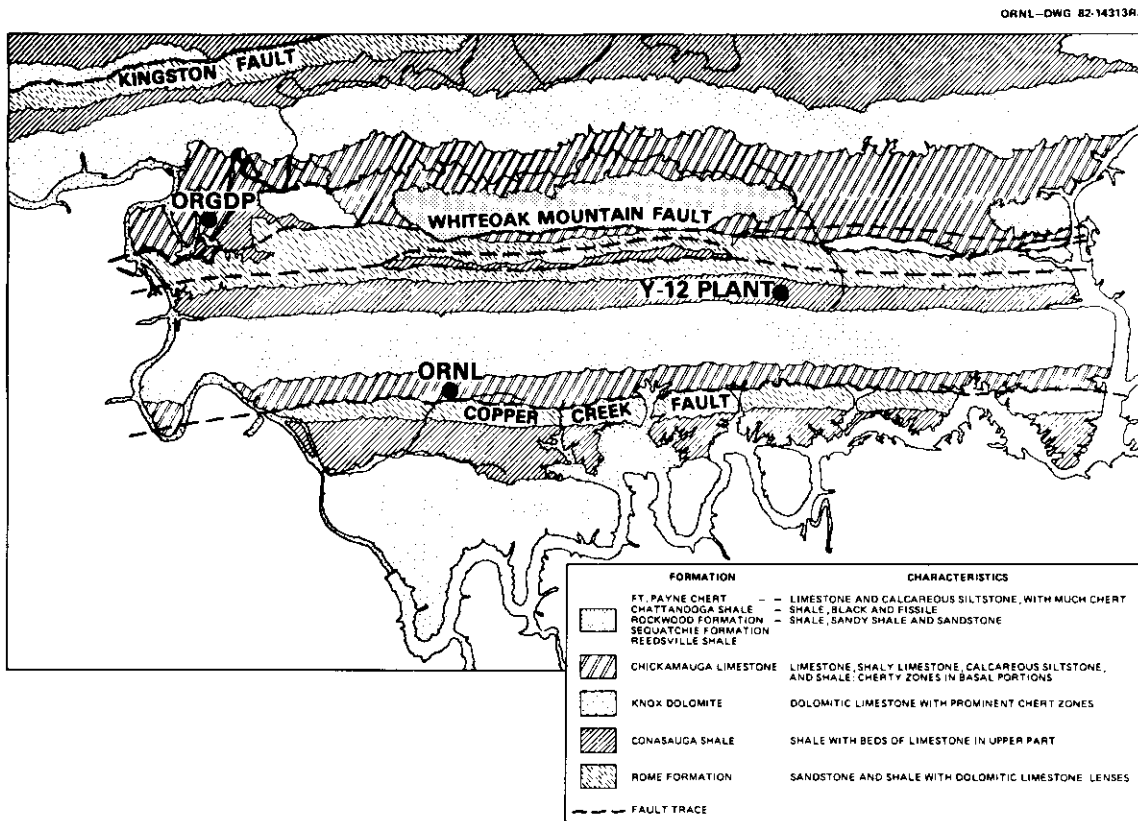 ORNL-DWG 82-14313R
KINGSTON FAULT
ORGDP
WHITEOAK MOUNTAIN FAULT
Y-12 PLANT
ORNL
COPPER CREEK FAULT
FORMATION CHARACTERISTICS
FT. PAYNE CHERT – – LIMESTONE AND CALCAREOUS SILTSTONE, WITH MUCH CHERT
CHATTANOOGA SHALE – – SHALE, BLACK AND FISSILE
ROCKWOOD FORMATION – SHALE, SANDY SHALE AND SANDSTONE
SEQUATCHIE FORMATION
REEDSVILLE SHALE
CHICKAMAUGA LIMESTONE LIMESTONE, SHALY LIMESTONE, CALCAREOUS SILTSTONE,
AND SHALE: CHERTY ZONES IN BASAL PORTIONS
KNOX DOLOMITE DOLOMITIC LIMESTONE WITH PROMINENT CHERT ZONES
CONASAUGA SHALE SHALE WITH BEDS OF LIMESTONE IN UPPER PART
ROME FORMATION SANDSTONE AND SHALE WITH DOLOMITIC LIMESTONE LENSES
FAULT TRACE